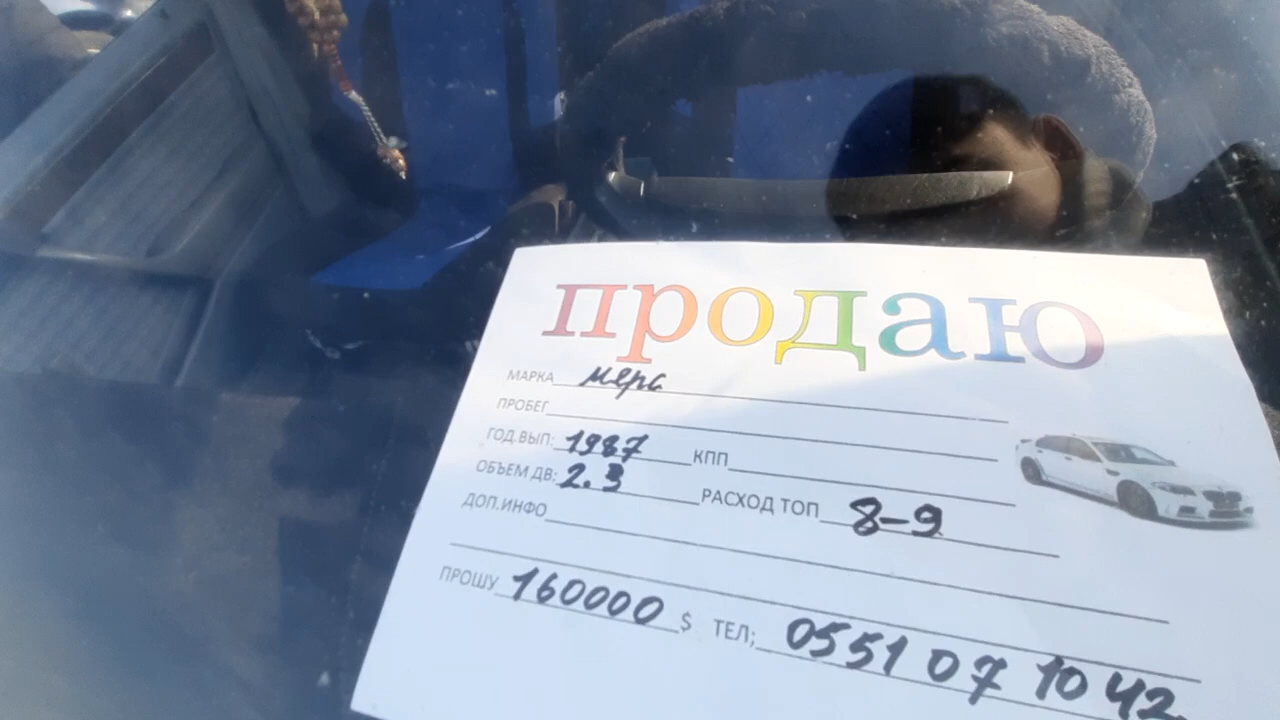 продаю
МАРКА мерс
ПРОБЕГ
ГОД.ВЫП: 1987 КПП
ОБЪЕМ ДВ: 2.3 РАСХОД ТОП 8-9
ДОП.ИНФО
ПРОШУ 160000 $ ТЕЛ; 0551 07 10 42